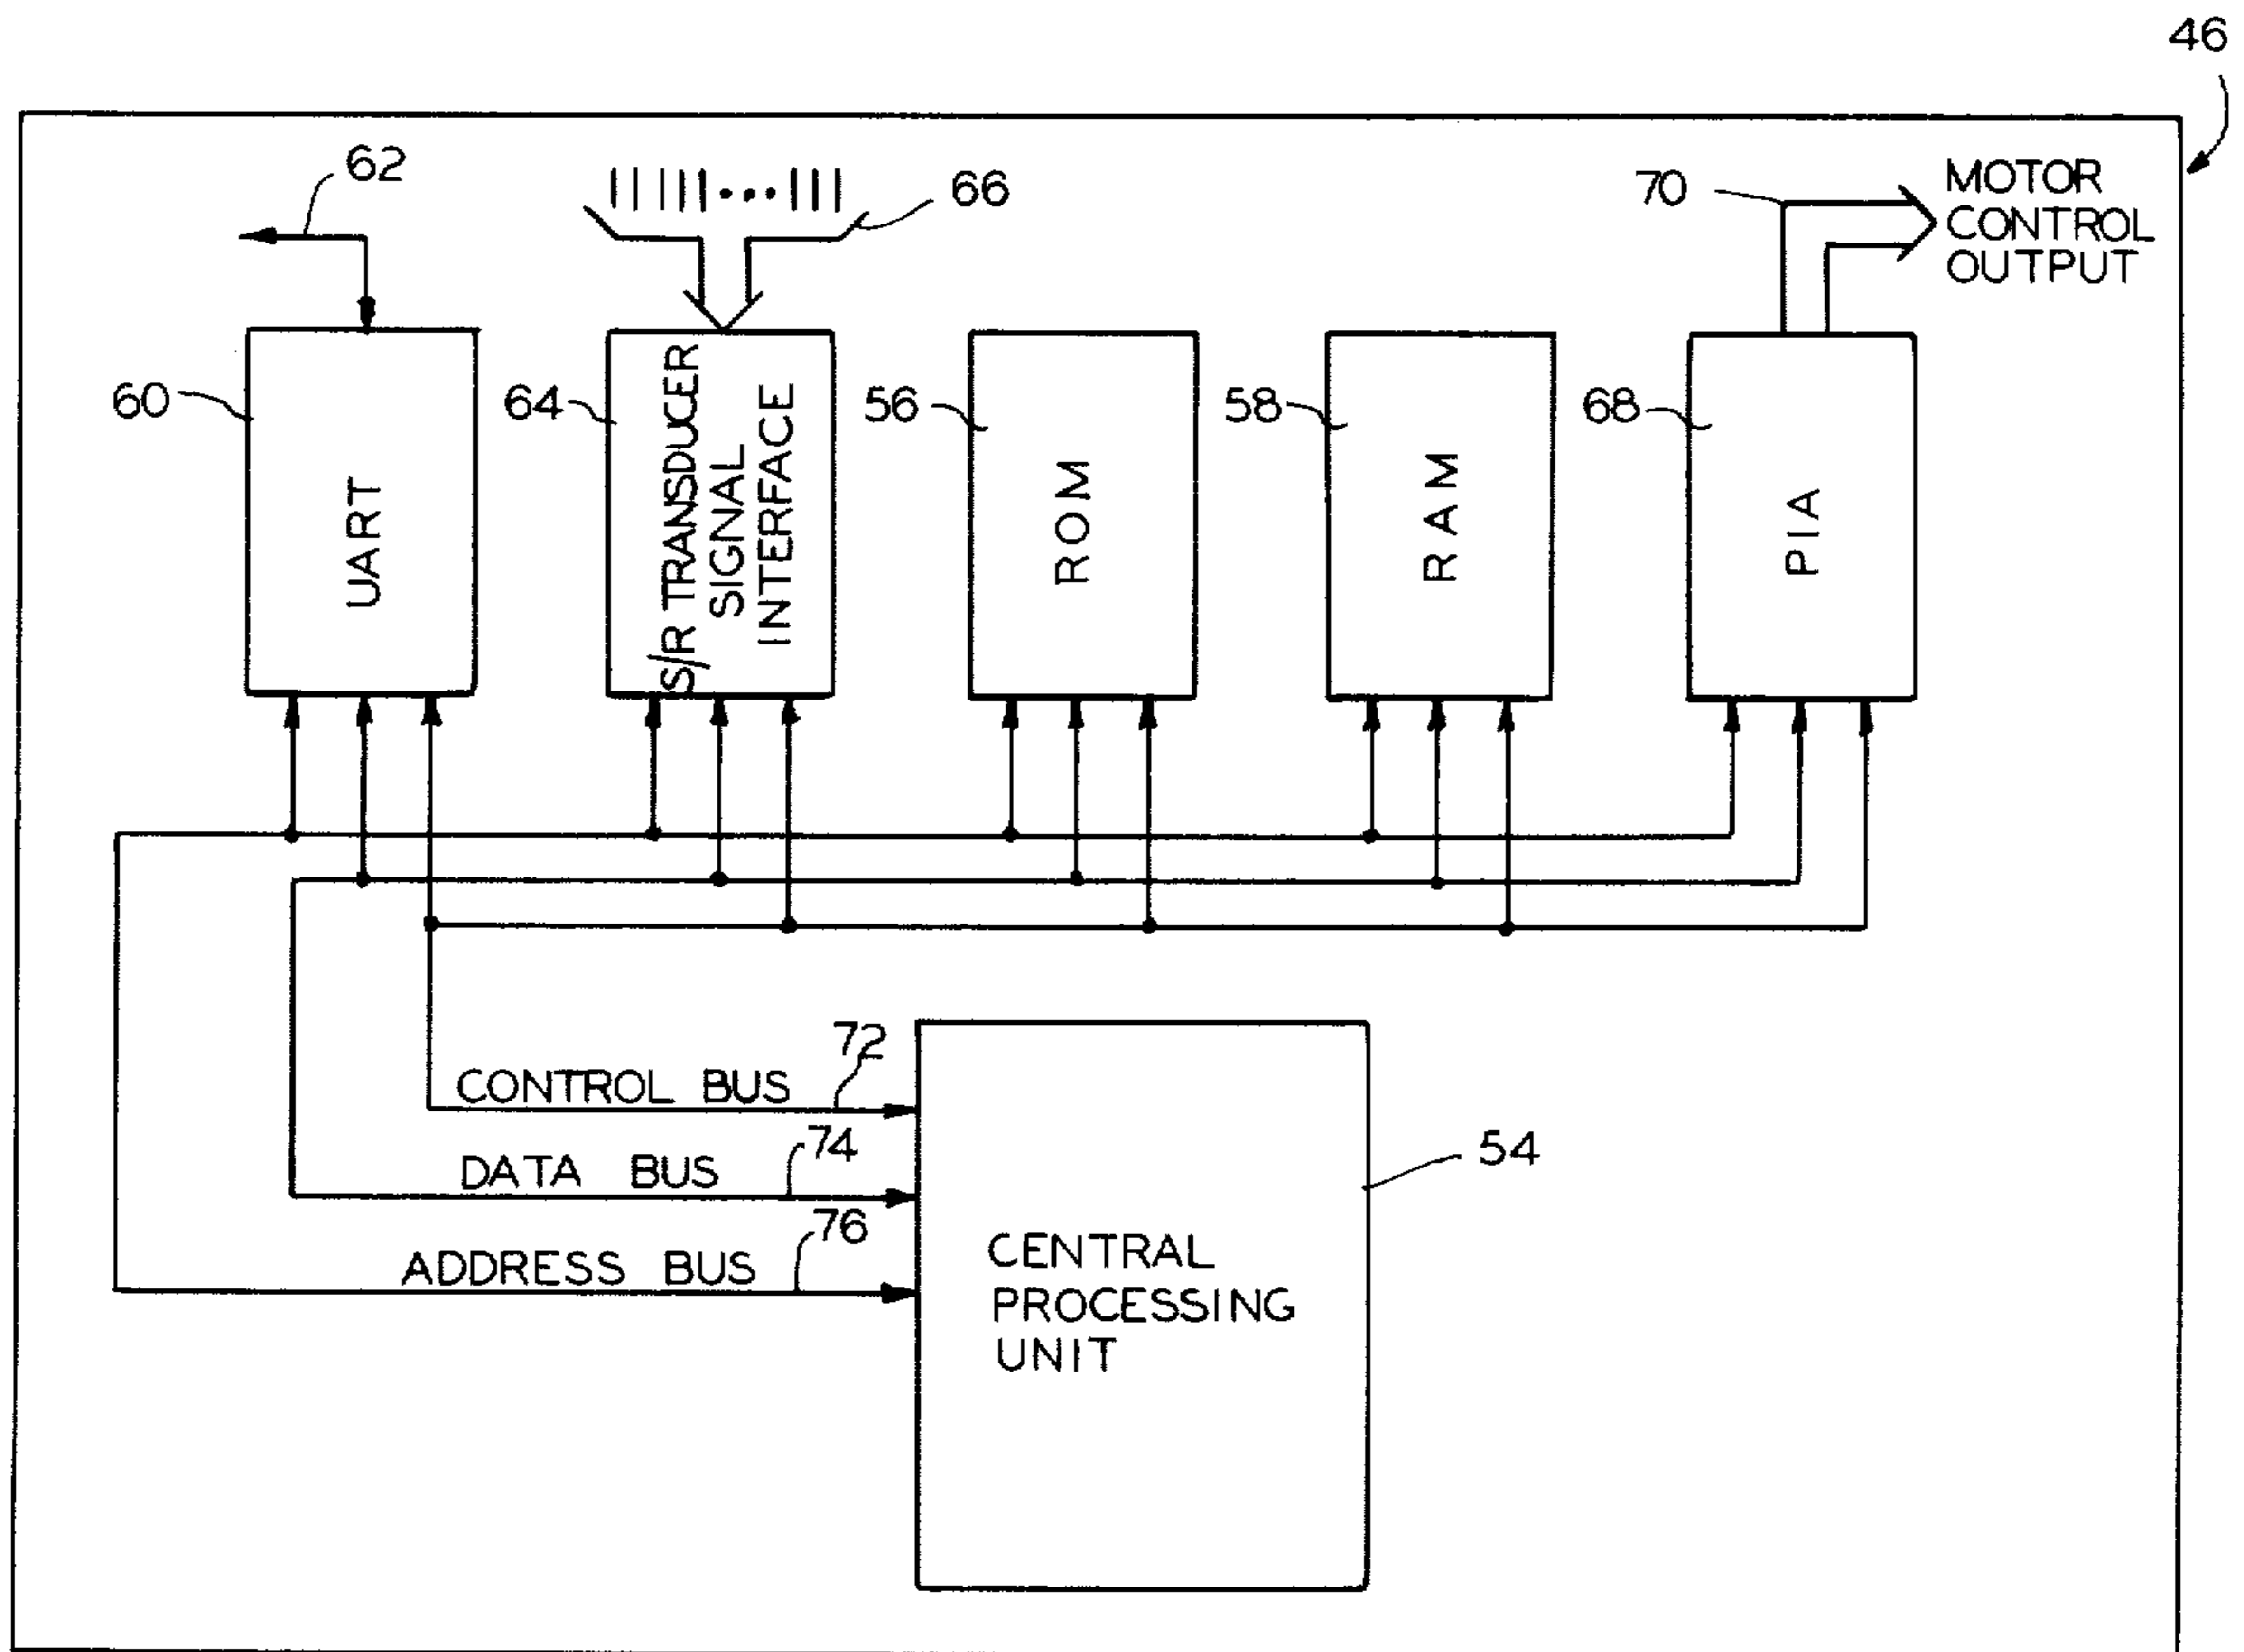 46
62
66
70
MOTOR
CONTROL
OUTPUT
60
64
56
58
68
UART
S/R TRANSDUCER
SIGNAL
INTERFACE
ROM
RAM
PIA
CONTROL BUS
72
DATA BUS
74
ADDRESS BUS
76
54
CENTRAL
PROCESSING
UNIT